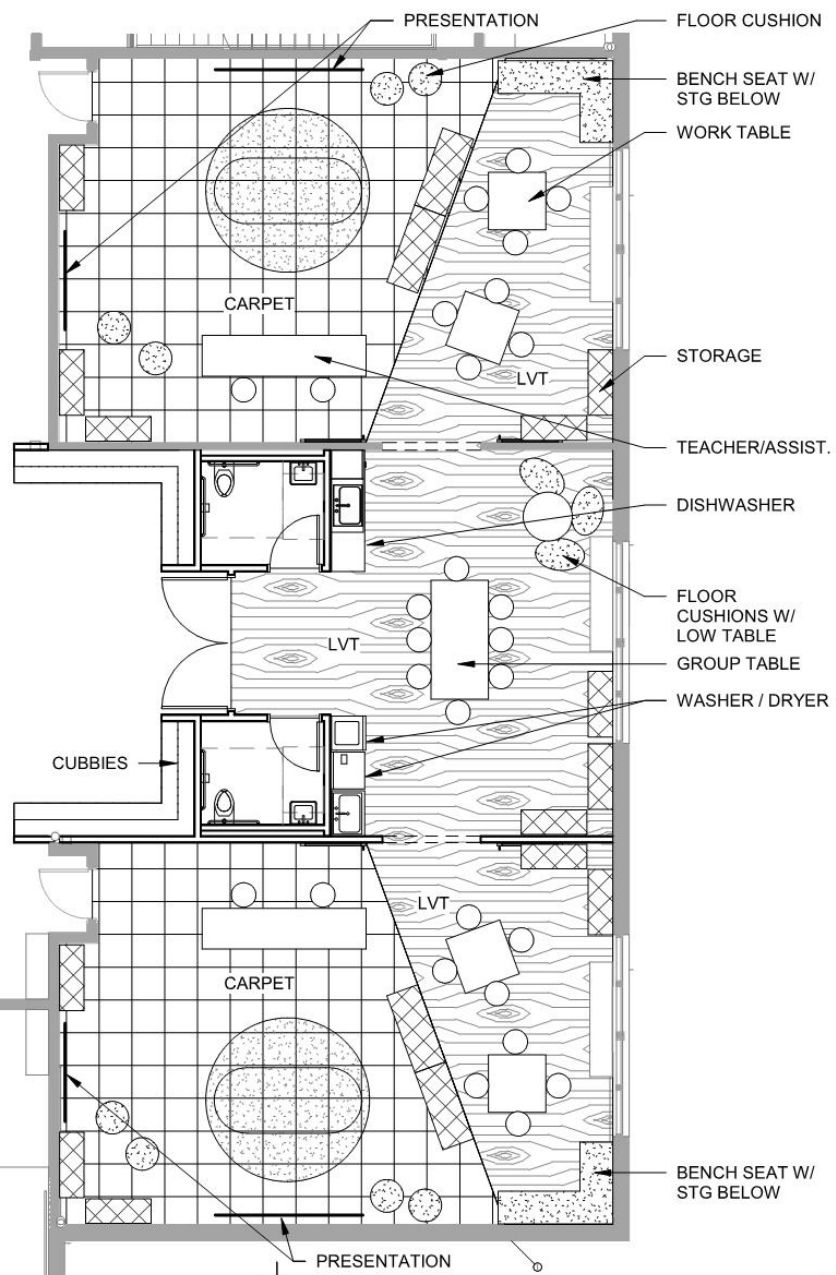 PRESENTATION
FLOOR CUSHION
BENCH SEAT W/
STG BELOW
WORK TABLE
CARPET
STORAGE
LVT
TEACHER/ASSIST.
DISHWASHER
FLOOR
CUSHIONS W/
LOW TABLE
LVT
GROUP TABLE
WASHER / DRYER
CUBBIES
LVT
CARPET
BENCH SEAT W/
STG BELOW
PRESENTATION